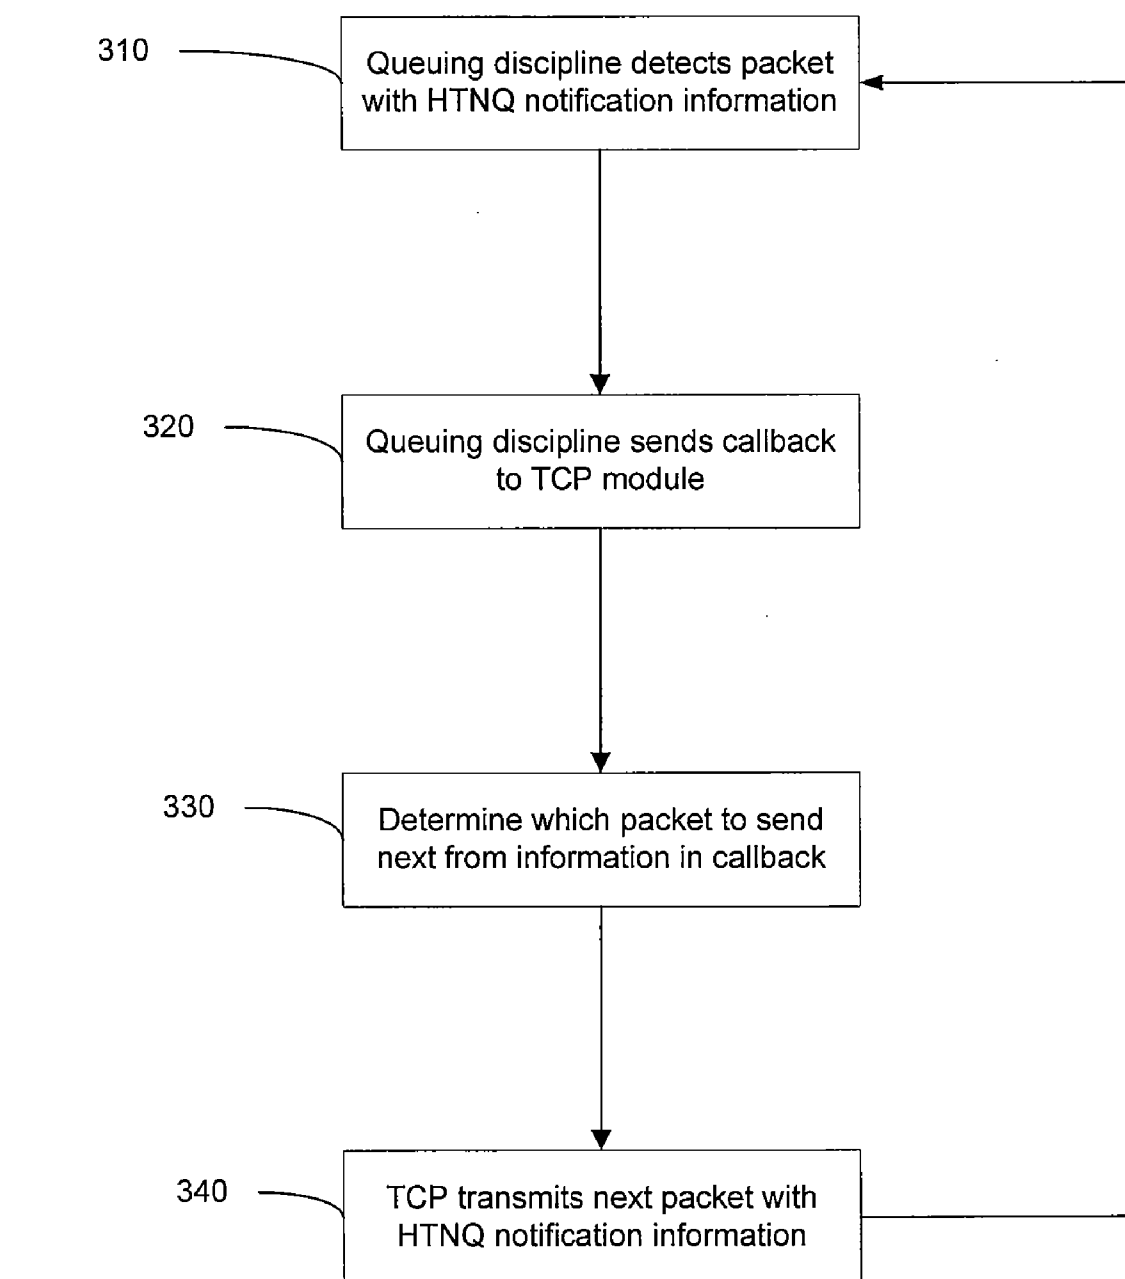 310
Queuing discipline detects packet
with HTNQ notification information
320
Queuing discipline sends callback
to TCP module
330
Determine which packet to send
next from information in callback
340
TCP transmits next packet with
HTNQ notification information